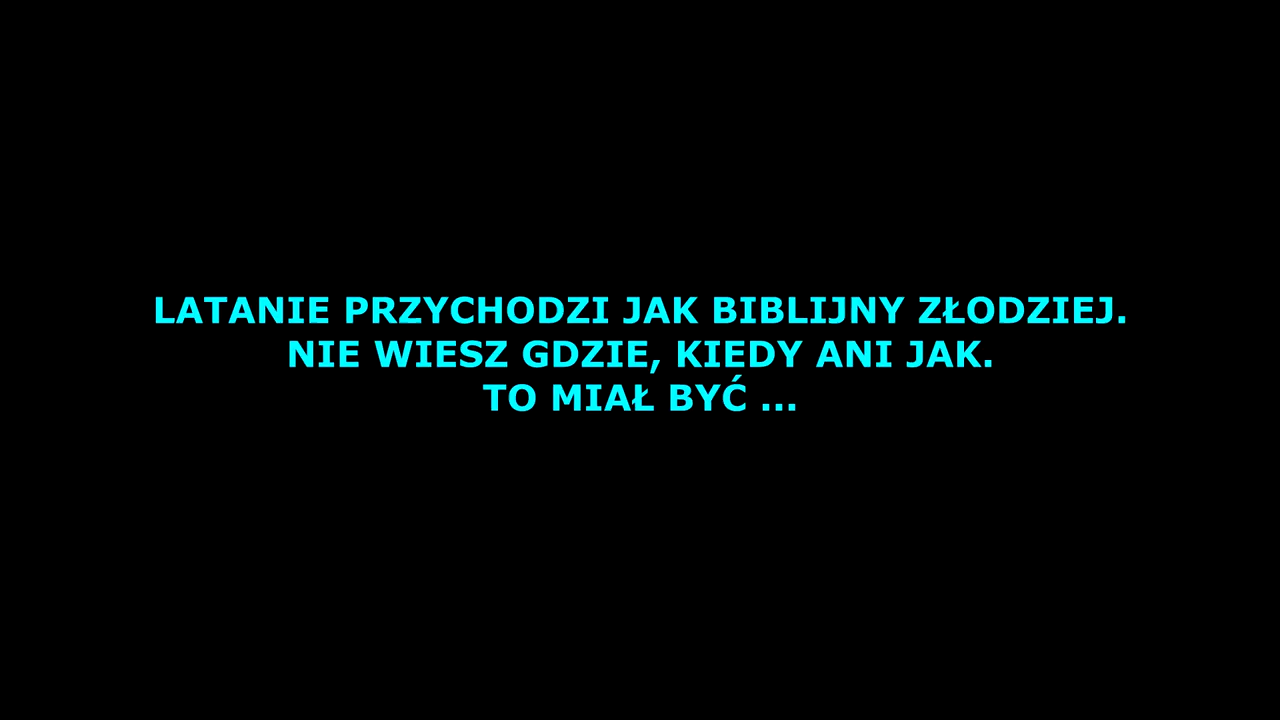 LATANIE PRZYCHODZI JAK BIBLIJNY ZŁODZIEJ.
NIE WIESZ GDZIE, KIEDY ANI JAK.
TO MIAŁ BYĆ ...